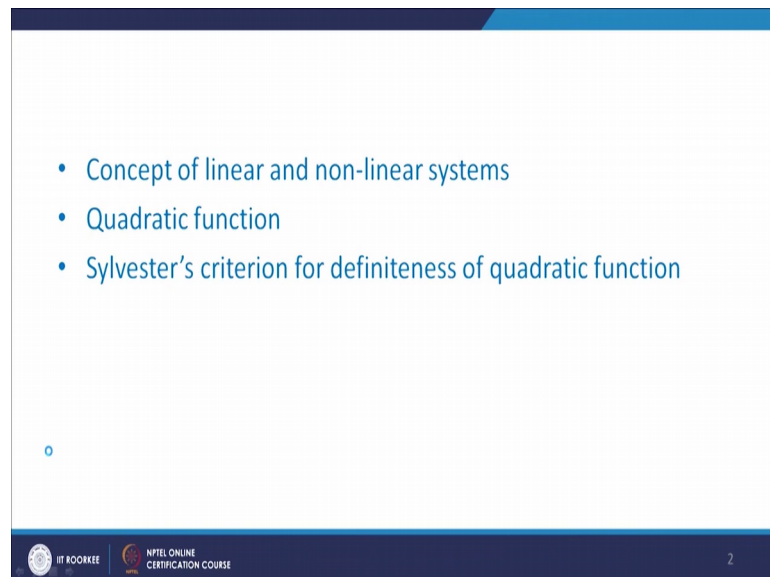 • Concept of linear and non-linear systems
• Quadratic function
• Sylvester's criterion for definiteness of quadratic function
IIT ROORKEE
NPTEL ONLINE
CERTIFICATION COURSE
2